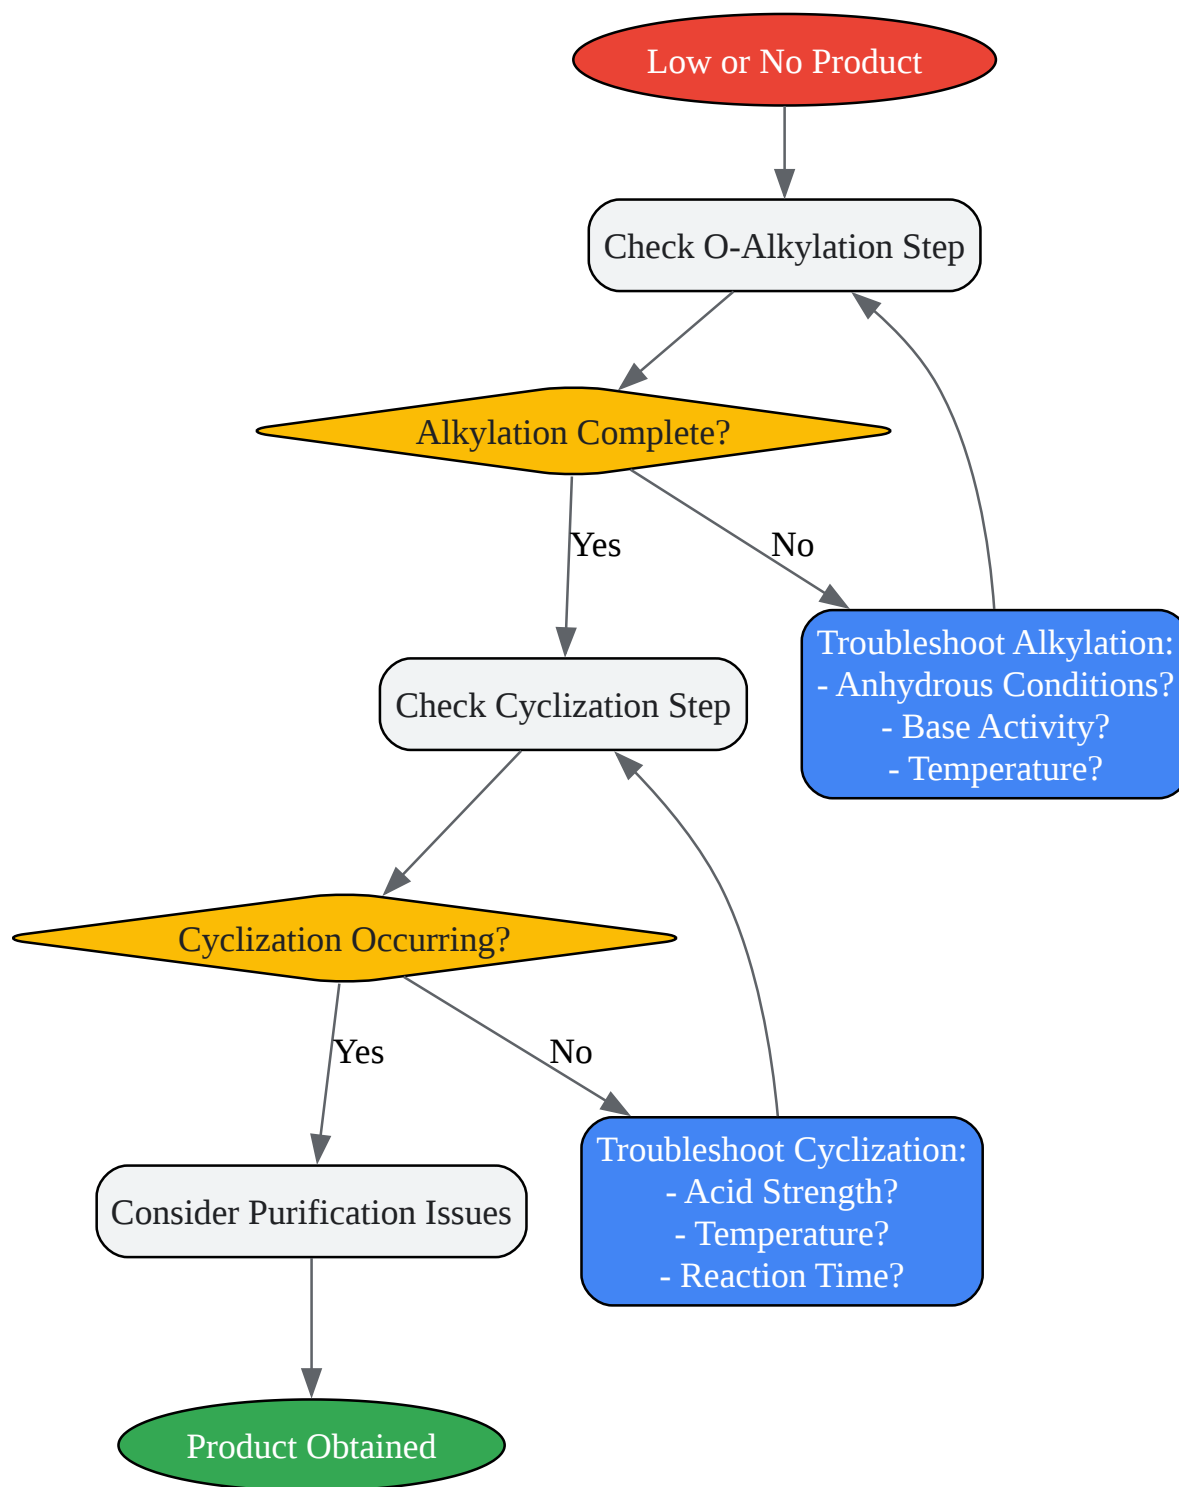 Low or No Product
Check O-Alkylation Step
Alkylation Complete?
Yes
No
Troubleshoot Alkylation:
- Anhydrous Conditions?
- Base Activity?
- Temperature?
Check Cyclization Step
Cyclization Occurring?
Yes
No
Troubleshoot Cyclization:
- Acid Strength?
- Temperature?
- Reaction Time?
Consider Purification Issues
Product Obtained